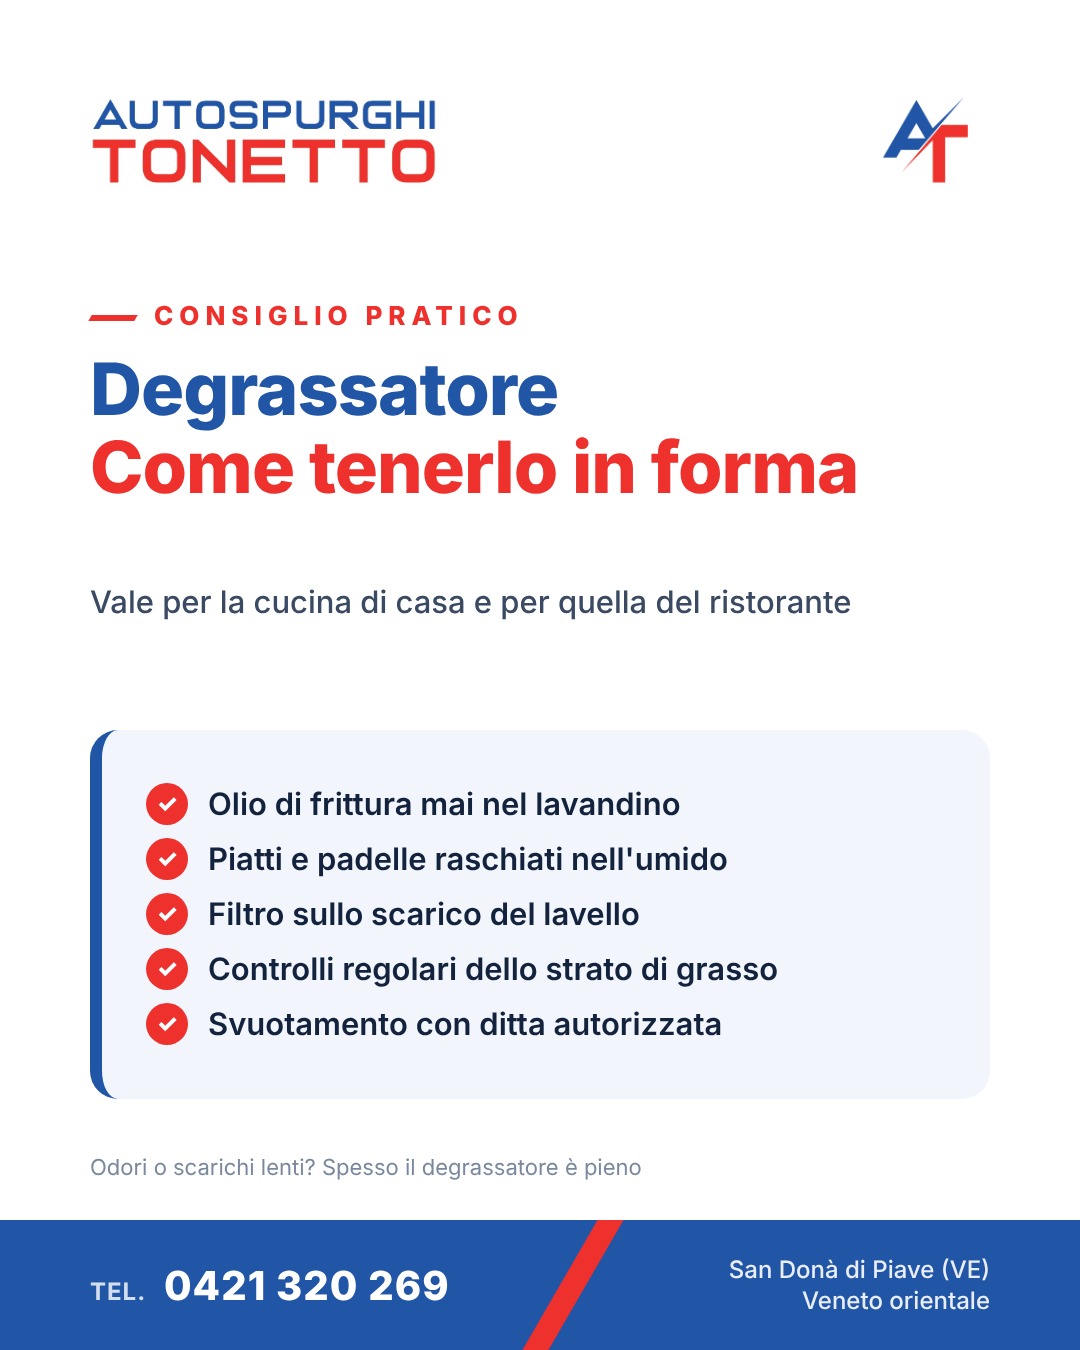 AUTOSPURGHI
TONETTO
AT
CONSIGLIO PRATICO
Degrassatore
Come tenerlo in forma
Vale per la cucina di casa e per quella del ristorante
Olio di frittura mai nel lavandino
Piatti e padelle raschiati nell'umido
Filtro sullo scarico del lavello
Controlli regolari dello strato di grasso
Svuotamento con ditta autorizzata
Odori o scarichi lenti? Spesso il degrassatore è pieno
TEL. 0421 320 269
San Donà di Piave (VE)
Veneto orientale